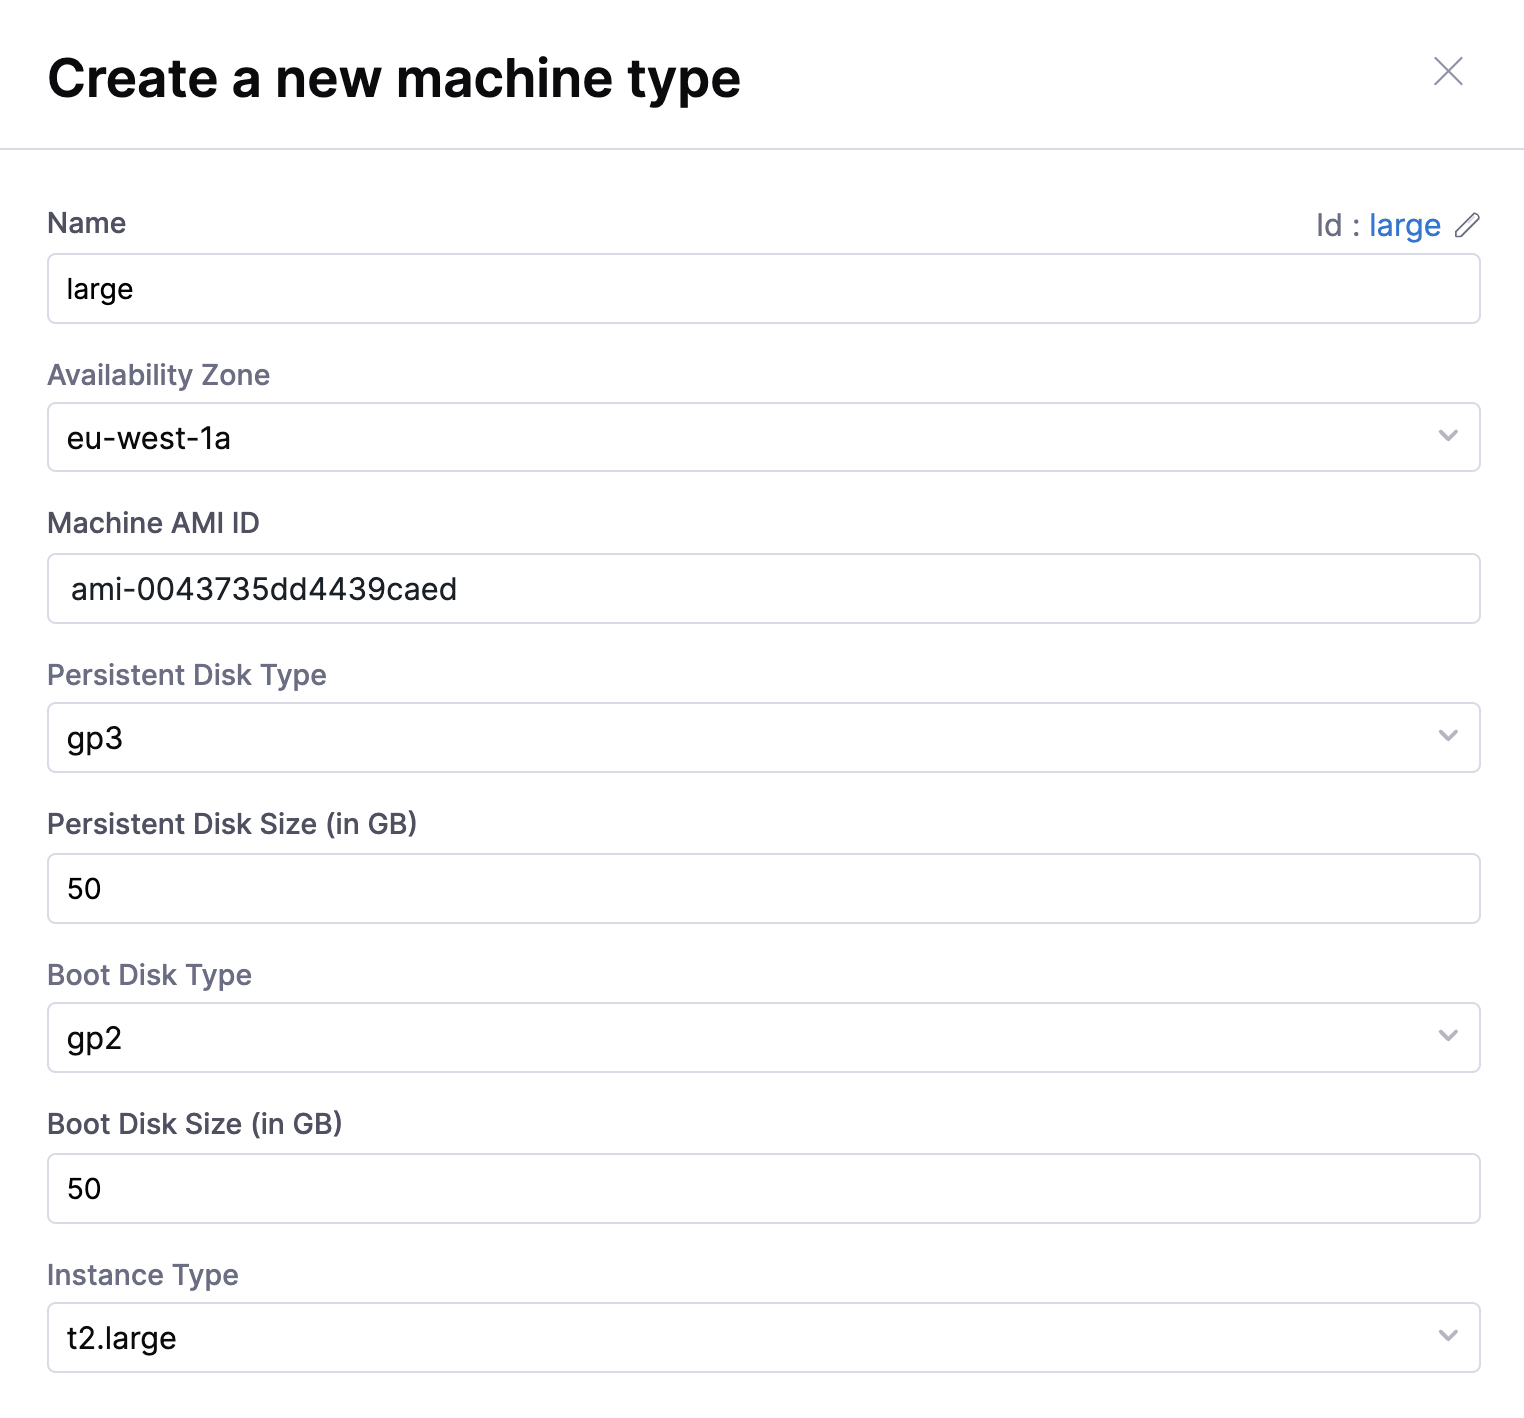 Create a new machine type
Name
Id : large
large
Availability Zone
eu-west-1a
Machine AMI ID
ami-0043735dd4439caed
Persistent Disk Type
gp3
Persistent Disk Size (in GB)
50
Boot Disk Type
gp2
Boot Disk Size (in GB)
50
Instance Type
t2.large